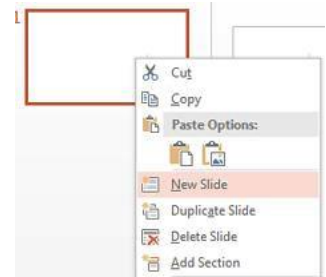 1
Cut
Copy
Paste Options:
New Slide
Duplicate Slide
Delete Slide
Add Section